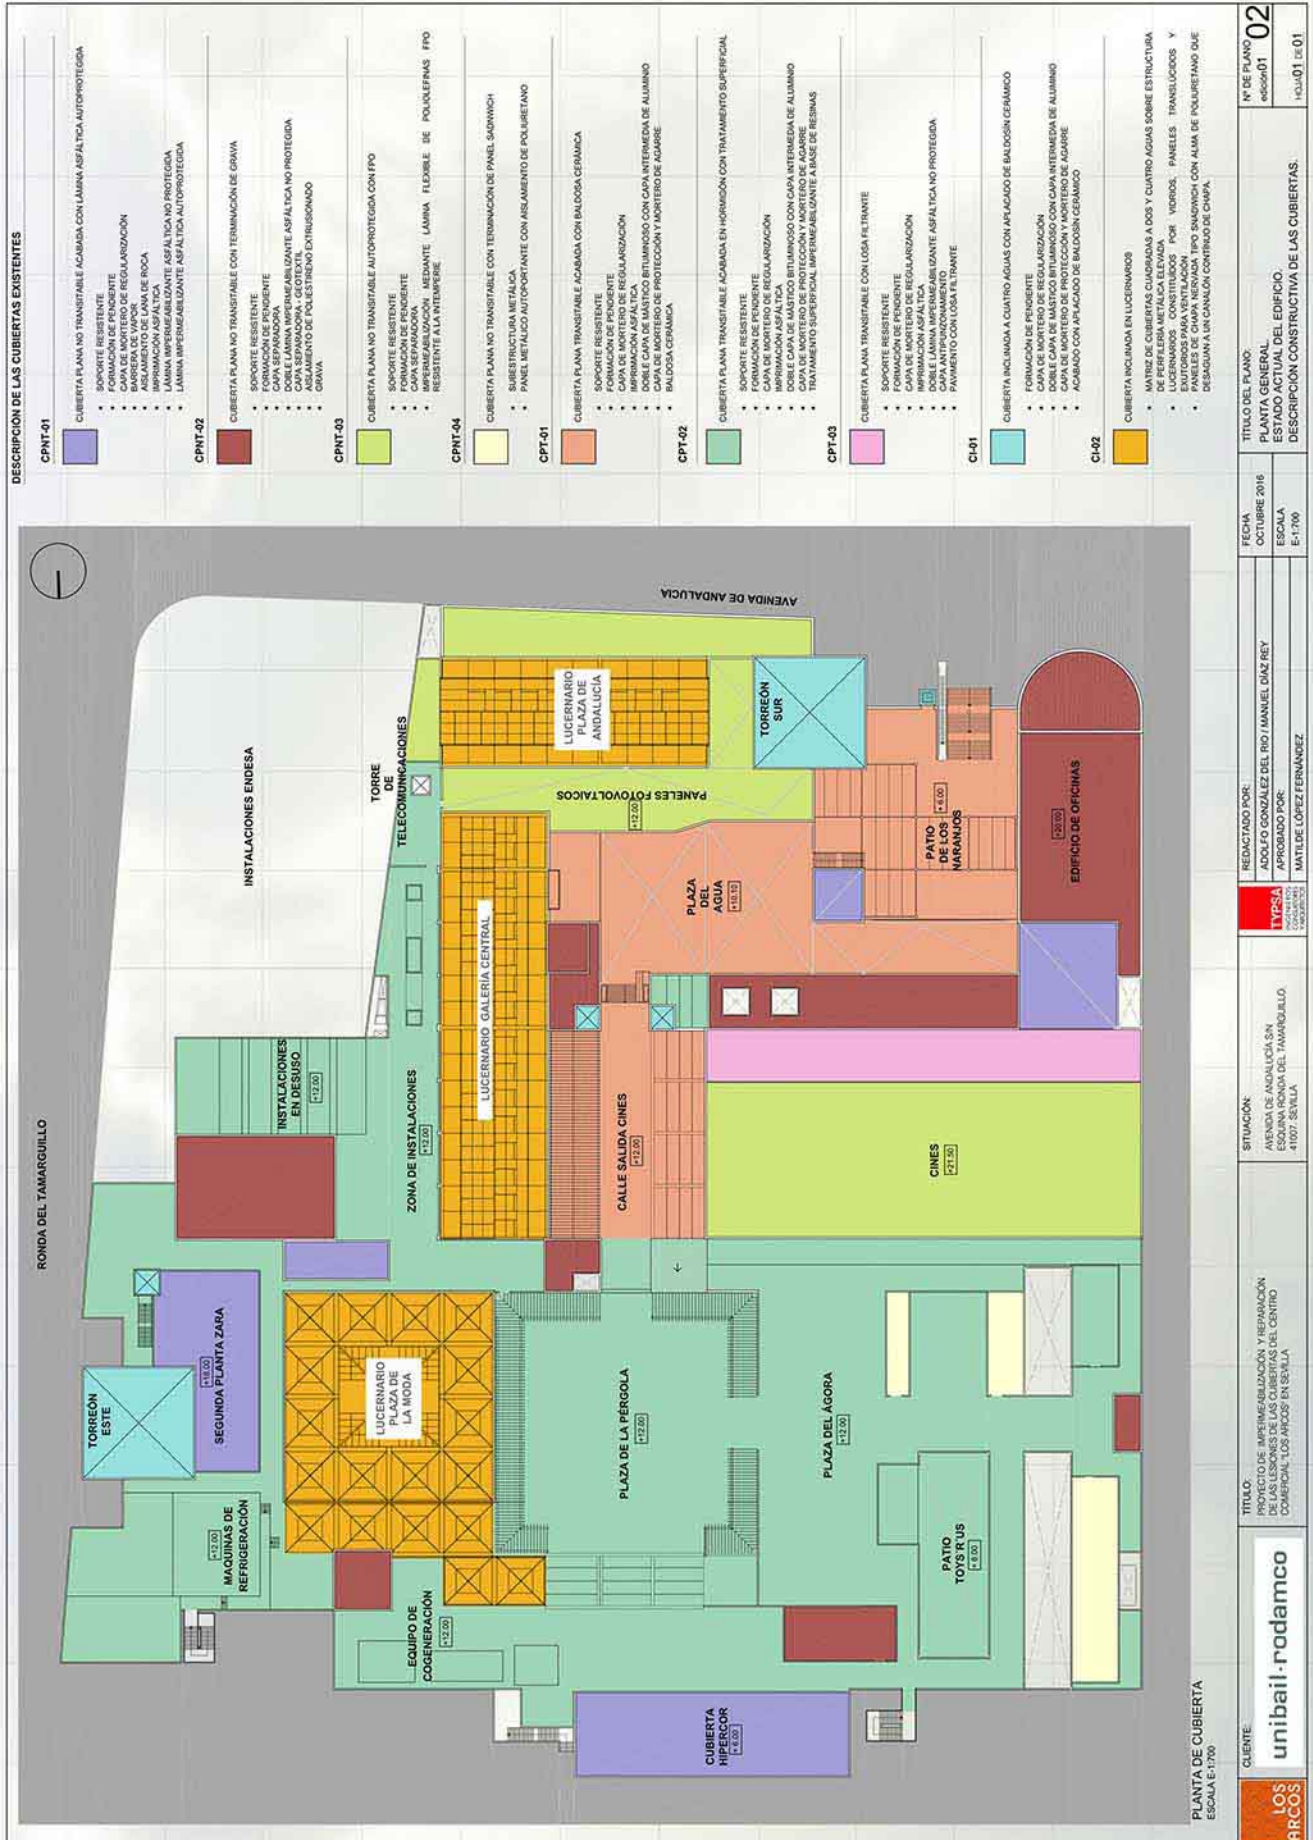 DESCRIPCIÓN DE LAS CUBIERTAS EXISTENTES
CPNT-01
CUBIERTA PLANA NO TRANSITABLE ACABADA CON LÁMINA ASFÁLTICA AUTOPROTEGIDA
• SOPORTE RESISTENTE
• FORMACIÓN DE PENDIENTE
• CAPA DE MORTERO DE REGULARIZACIÓN
• BARRERA DE VAPOR
• AISLAMIENTO DE LANA DE ROCA
• IMPRIMACIÓN ASFÁLTICA
• LÁMINA IMPERMEABILIZANTE ASFÁLTICA NO PROTEGIDA
• LÁMINA IMPERMEABILIZANTE ASFÁLTICA AUTOPROTEGIDA
CPNT-02
CUBIERTA PLANA NO TRANSITABLE CON TERMINACIÓN DE GRAVA
• SOPORTE RESISTENTE
• FORMACIÓN DE PENDIENTE
• CAPA SEPARADORA
• DOBLE LÁMINA IMPERMEABILIZANTE ASFÁLTICA NO PROTEGIDA
• CAPA SEPARADORA - GEOTEXTIL
• AISLAMIENTO DE POLIESTIRENO EXTRUSIONADO
• GRAVA
CPNT-03
CUBIERTA PLANA NO TRANSITABLE AUTOPROTEGIDA CON FPO
• SOPORTE RESISTENTE
• FORMACIÓN DE PENDIENTE
• CAPA SEPARADORA
• IMPERMEABILIZACIÓN MEDIANTE LÁMINA FLEXIBLE DE POLIOLEFINAS FPO
RESISTENTE A LA INTEMPERIE
CPNT-04
CUBIERTA PLANA NO TRANSITABLE CON TERMINACIÓN DE PANEL SADNWICH
• SUBESTRUCTURA METÁLICA
• PANEL METÁLICO AUTOPORTANTE CON AISLAMIENTO DE POLIURETANO
CPT-01
CUBIERTA PLANA TRANSITABLE ACABADA CON BALDOSA CERÁMICA
• SOPORTE RESISTENTE
• FORMACIÓN DE PENDIENTE
• CAPA DE MORTERO DE REGULARIZACIÓN
• IMPRIMACIÓN ASFÁLTICA
• DOBLE CAPA DE MÁSTICO BITUMINOSO CON CAPA INTERMEDIA DE ALUMINIO
• CAPA DE MORTERO DE PROTECCIÓN Y MORTERO DE AGARRE
• BALDOSA CERÁMICA
CPT-02
CUBIERTA PLANA TRANSITABLE ACABADA EN HORMIGÓN CON TRATAMIENTO SUPERFICIAL
• SOPORTE RESISTENTE
• FORMACIÓN DE PENDIENTE
• CAPA DE MORTERO DE REGULARIZACIÓN
• IMPRIMACIÓN ASFÁLTICA
• DOBLE CAPA DE MÁSTICO BITUMINOSO CON CAPA INTERMEDIA DE ALUMINIO
• CAPA DE MORTERO DE PROTECCIÓN Y MORTERO DE AGARRE
• TRATAMIENTO SUPERFICIAL IMPERMEABILIZANTE A BASE DE RESINAS
CPT-03
CUBIERTA PLANA TRANSITABLE CON LOSA FILTRANTE
• SOPORTE RESISTENTE
• FORMACIÓN DE PENDIENTE
• CAPA DE MORTERO DE REGULARIZACIÓN
• IMPRIMACIÓN ASFÁLTICA
• DOBLE LÁMINA IMPERMEABILIZANTE ASFÁLTICA NO PROTEGIDA
• CAPA ANTIPUNZONAMIENTO
• PAVIMENTO CON LOSA FILTRANTE
CI-01
CUBIERTA INCLINADA A CUATRO AGUAS CON APLACADO DE BALDOSÍN CERÁMICO
• FORMACIÓN DE PENDIENTE
• CAPA DE MORTERO DE REGULARIZACIÓN
• DOBLE CAPA DE MÁSTICO BITUMINOSO CON CAPA INTERMEDIA DE ALUMINIO
• CAPA DE MORTERO DE PROTECCIÓN Y MORTERO DE AGARRE
• ACABADO CON APLACADO DE BALDOSÍN CERÁMICO
CI-02
CUBIERTA INCLINADA EN LUCERNARIOS
• MATRIZ DE CUBIERTAS CUADRADAS A DOS Y CUATRO AGUAS SOBRE ESTRUCTURA
DE PERFILERÍA METÁLICA ELEVADA
• LUCERNARIOS CONSTITUÍDOS POR VIDRIOS, PANELES TRANSLÚCIDOS Y
EXUTORIOS PARA VENTILACIÓN
• PANELES DE CHAPA NERVADA TIPO SNADWICH CON ALMA DE POLIURETANO QUE
DESAGUAN A UN CANALÓN CONTINUO DE CHAPA.
RONDA DEL TAMARGUILLO
AVENIDA DE ANDALUCIA
INSTALACIONES ENDESA
TORRE
DE
TELECOMUNICACIONES
INSTALACIONES
EN DESUSO
+12.00
ZONA DE INSTALACIONES
+12.00
TORREÓN
ESTE
SEGUNDA PLANTA ZARA
+18.00
MAQUINAS DE
REFRIGERACIÓN
+12.00
LUCERNARIO
PLAZA DE
LA MODA
EQUIPO DE
COGENERACIÓN
+12.00
LUCERNARIO GALERÍA CENTRAL
LUCERNARIO
PLAZA DE
ANDALUCÍA
PANELES FOTOVOLTAICOS
+12.00
TORREÓN
SUR
PLAZA
DEL
AGUA
+10.10
CALLE SALIDA CINES
+12.00
PLAZA DE LA PÉRGOLA
+12.00
PATIO
DE LOS
NARANJOS
+ 6.00
EDIFICIO DE OFICINAS
+20.00
CINES
+21.50
PLAZA DEL ÁGORA
+12.00
PATIO
TOYS'R'US
+ 6.00
CUBIERTA
HIPERCOR
+ 6.00
PLANTA DE CUBIERTA
ESCALA E-1:700
LOS
ARCOS
CLIENTE:
unibail·rodamco
TÍTULO:
PROYECTO DE IMPERMEABILIZACIÓN Y REPARACIÓN
DE LAS LESIONES DE LAS CUBIERTAS DEL CENTRO
COMERCIAL "LOS ARCOS" EN SEVILLA
SITUACIÓN:
AVENIDA DE ANDALUCÍA S/N
ESQUINA RONDA DEL TAMARGUILLO.
41007. SEVILLA
TYPSA
INGENIEROS
CONSULTORES
Y ARQUITECTOS
REDACTADO POR:
ADOLFO GONZÁLEZ DEL RIO / MANUEL DÍAZ REY
APROBADO POR:
MATILDE LÓPEZ FERNÁNDEZ
FECHA
OCTUBRE 2016
ESCALA
E-1:700
TÍTULO DEL PLANO:
PLANTA GENERAL.
ESTADO ACTUAL DEL EDIFICIO.
DESCRIPCIÓN CONSTRUCTIVA DE LAS CUBIERTAS.
Nº DE PLANO
edición01
02
HOJA01 DE 01